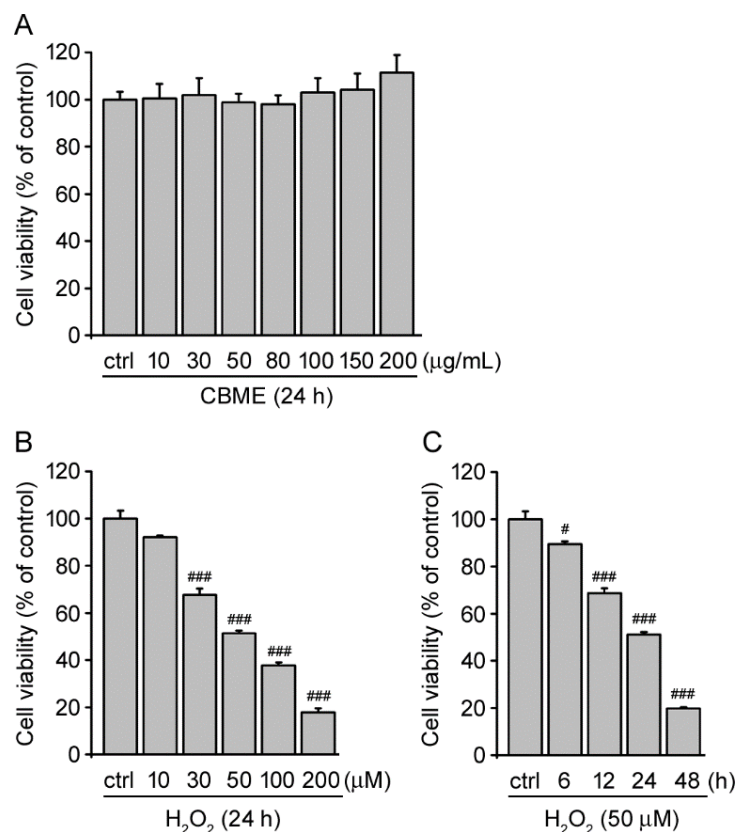 A
Cell viability (% of control)
120
100
80
60
40
20
0
ctrl 10 30 50 80 100 150 200 (μg/mL)
CBME (24 h)
B
Cell viability (% of control)
120
100
80
60
40
20
0
###
###
###
###
ctrl 10 30 50 100 200 (μM)
H₂O₂ (24 h)
C
Cell viability (% of control)
120
100
80
60
40
20
0
#
###
###
###
ctrl 6 12 24 48 (h)
H₂O₂ (50 μM)